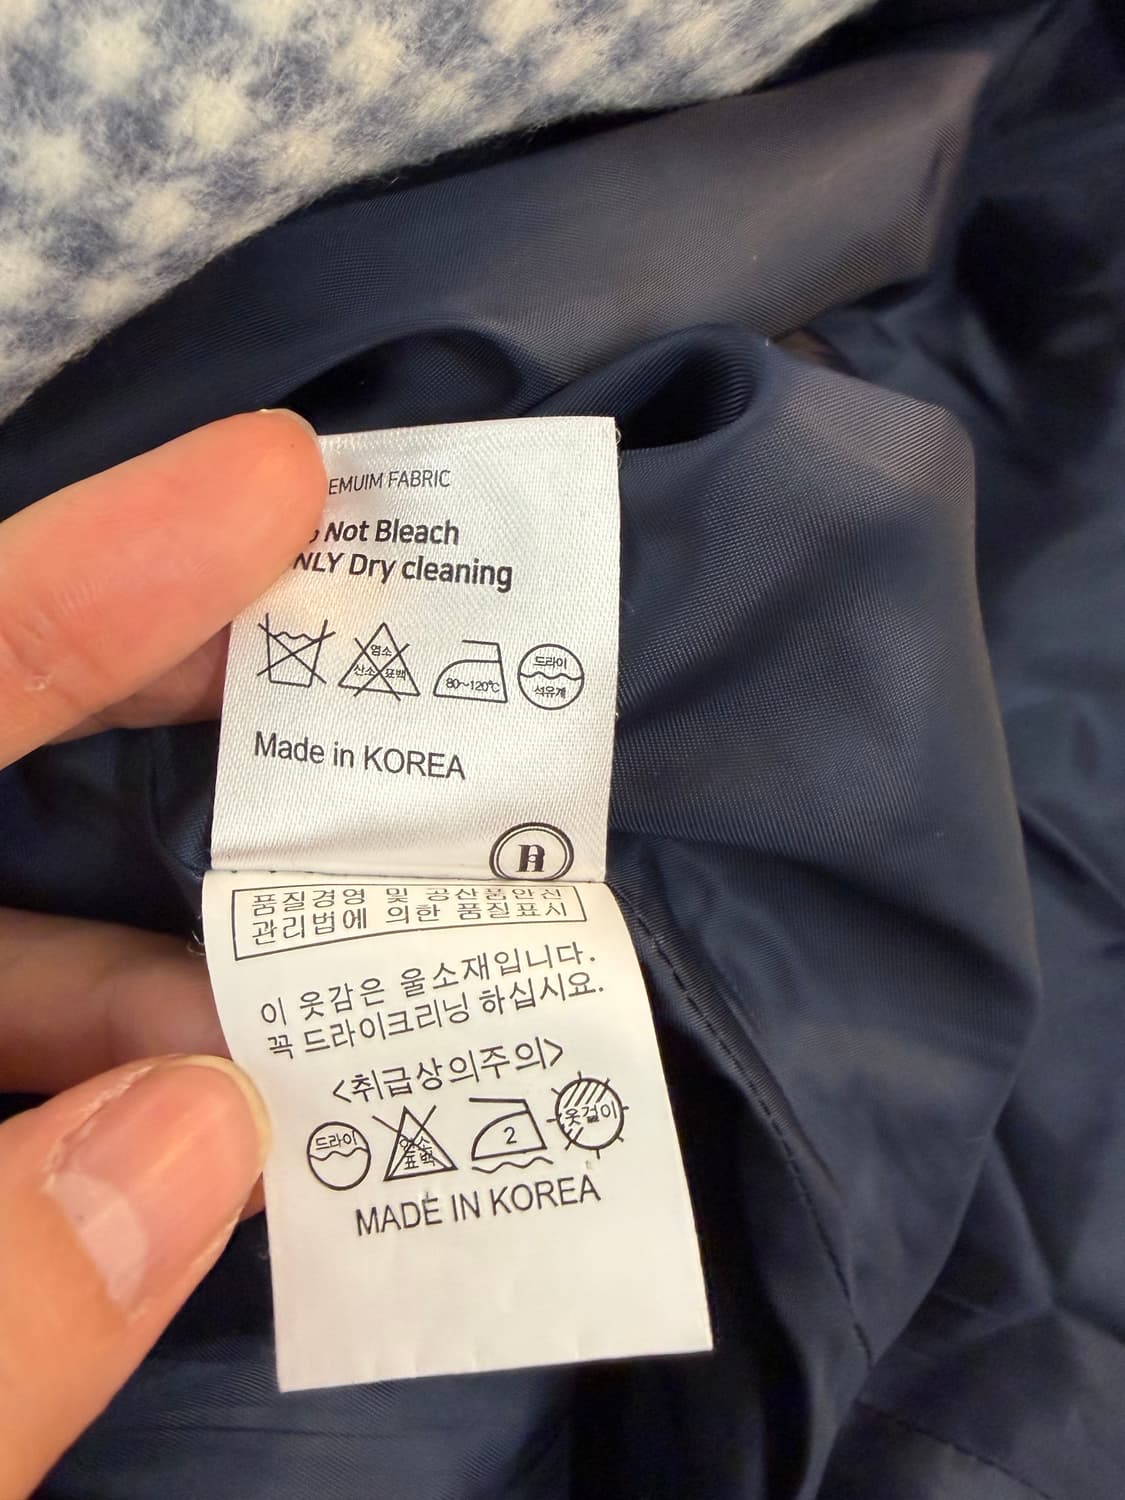 FABRIC
Not Bleach
Dry cleaning
염소
산소 표백
80~120℃
드라이
석유계
Made in KOREA
품질경영 및 공산품안전
관리법에 의한 품질표시
이 옷감은 울소재입니다.
꼭 드라이크리닝 하십시요.
<취급상의주의>
드라이
염소
표백
2
옷걸이
MADE IN KOREA